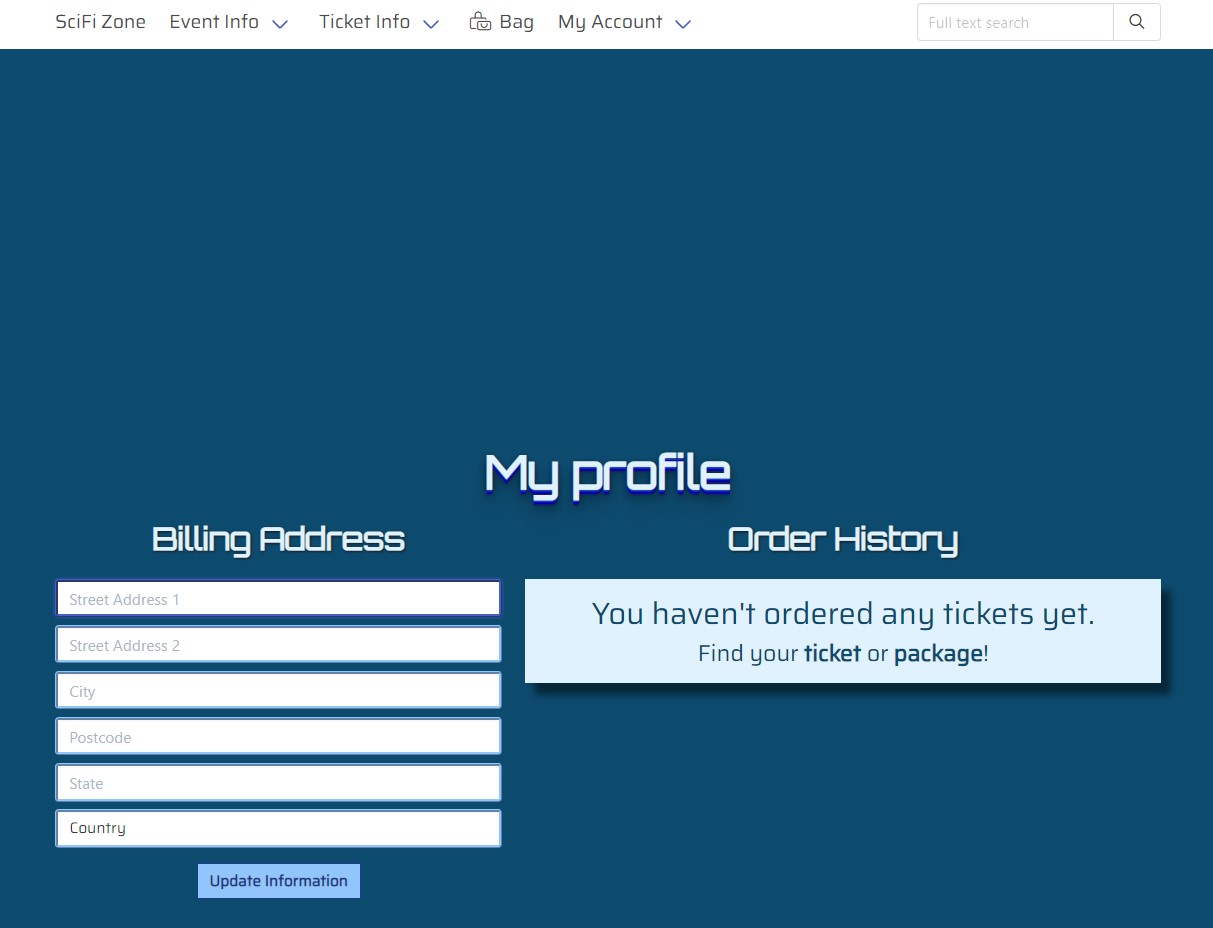 SciFi Zone Event Info Ticket Info Bag My Account Full text search
My profile
Billing Address
Street Address 1
Street Address 2
City
Postcode
State
Country
Update Information
Order History
You haven't ordered any tickets yet.
Find your ticket or package!